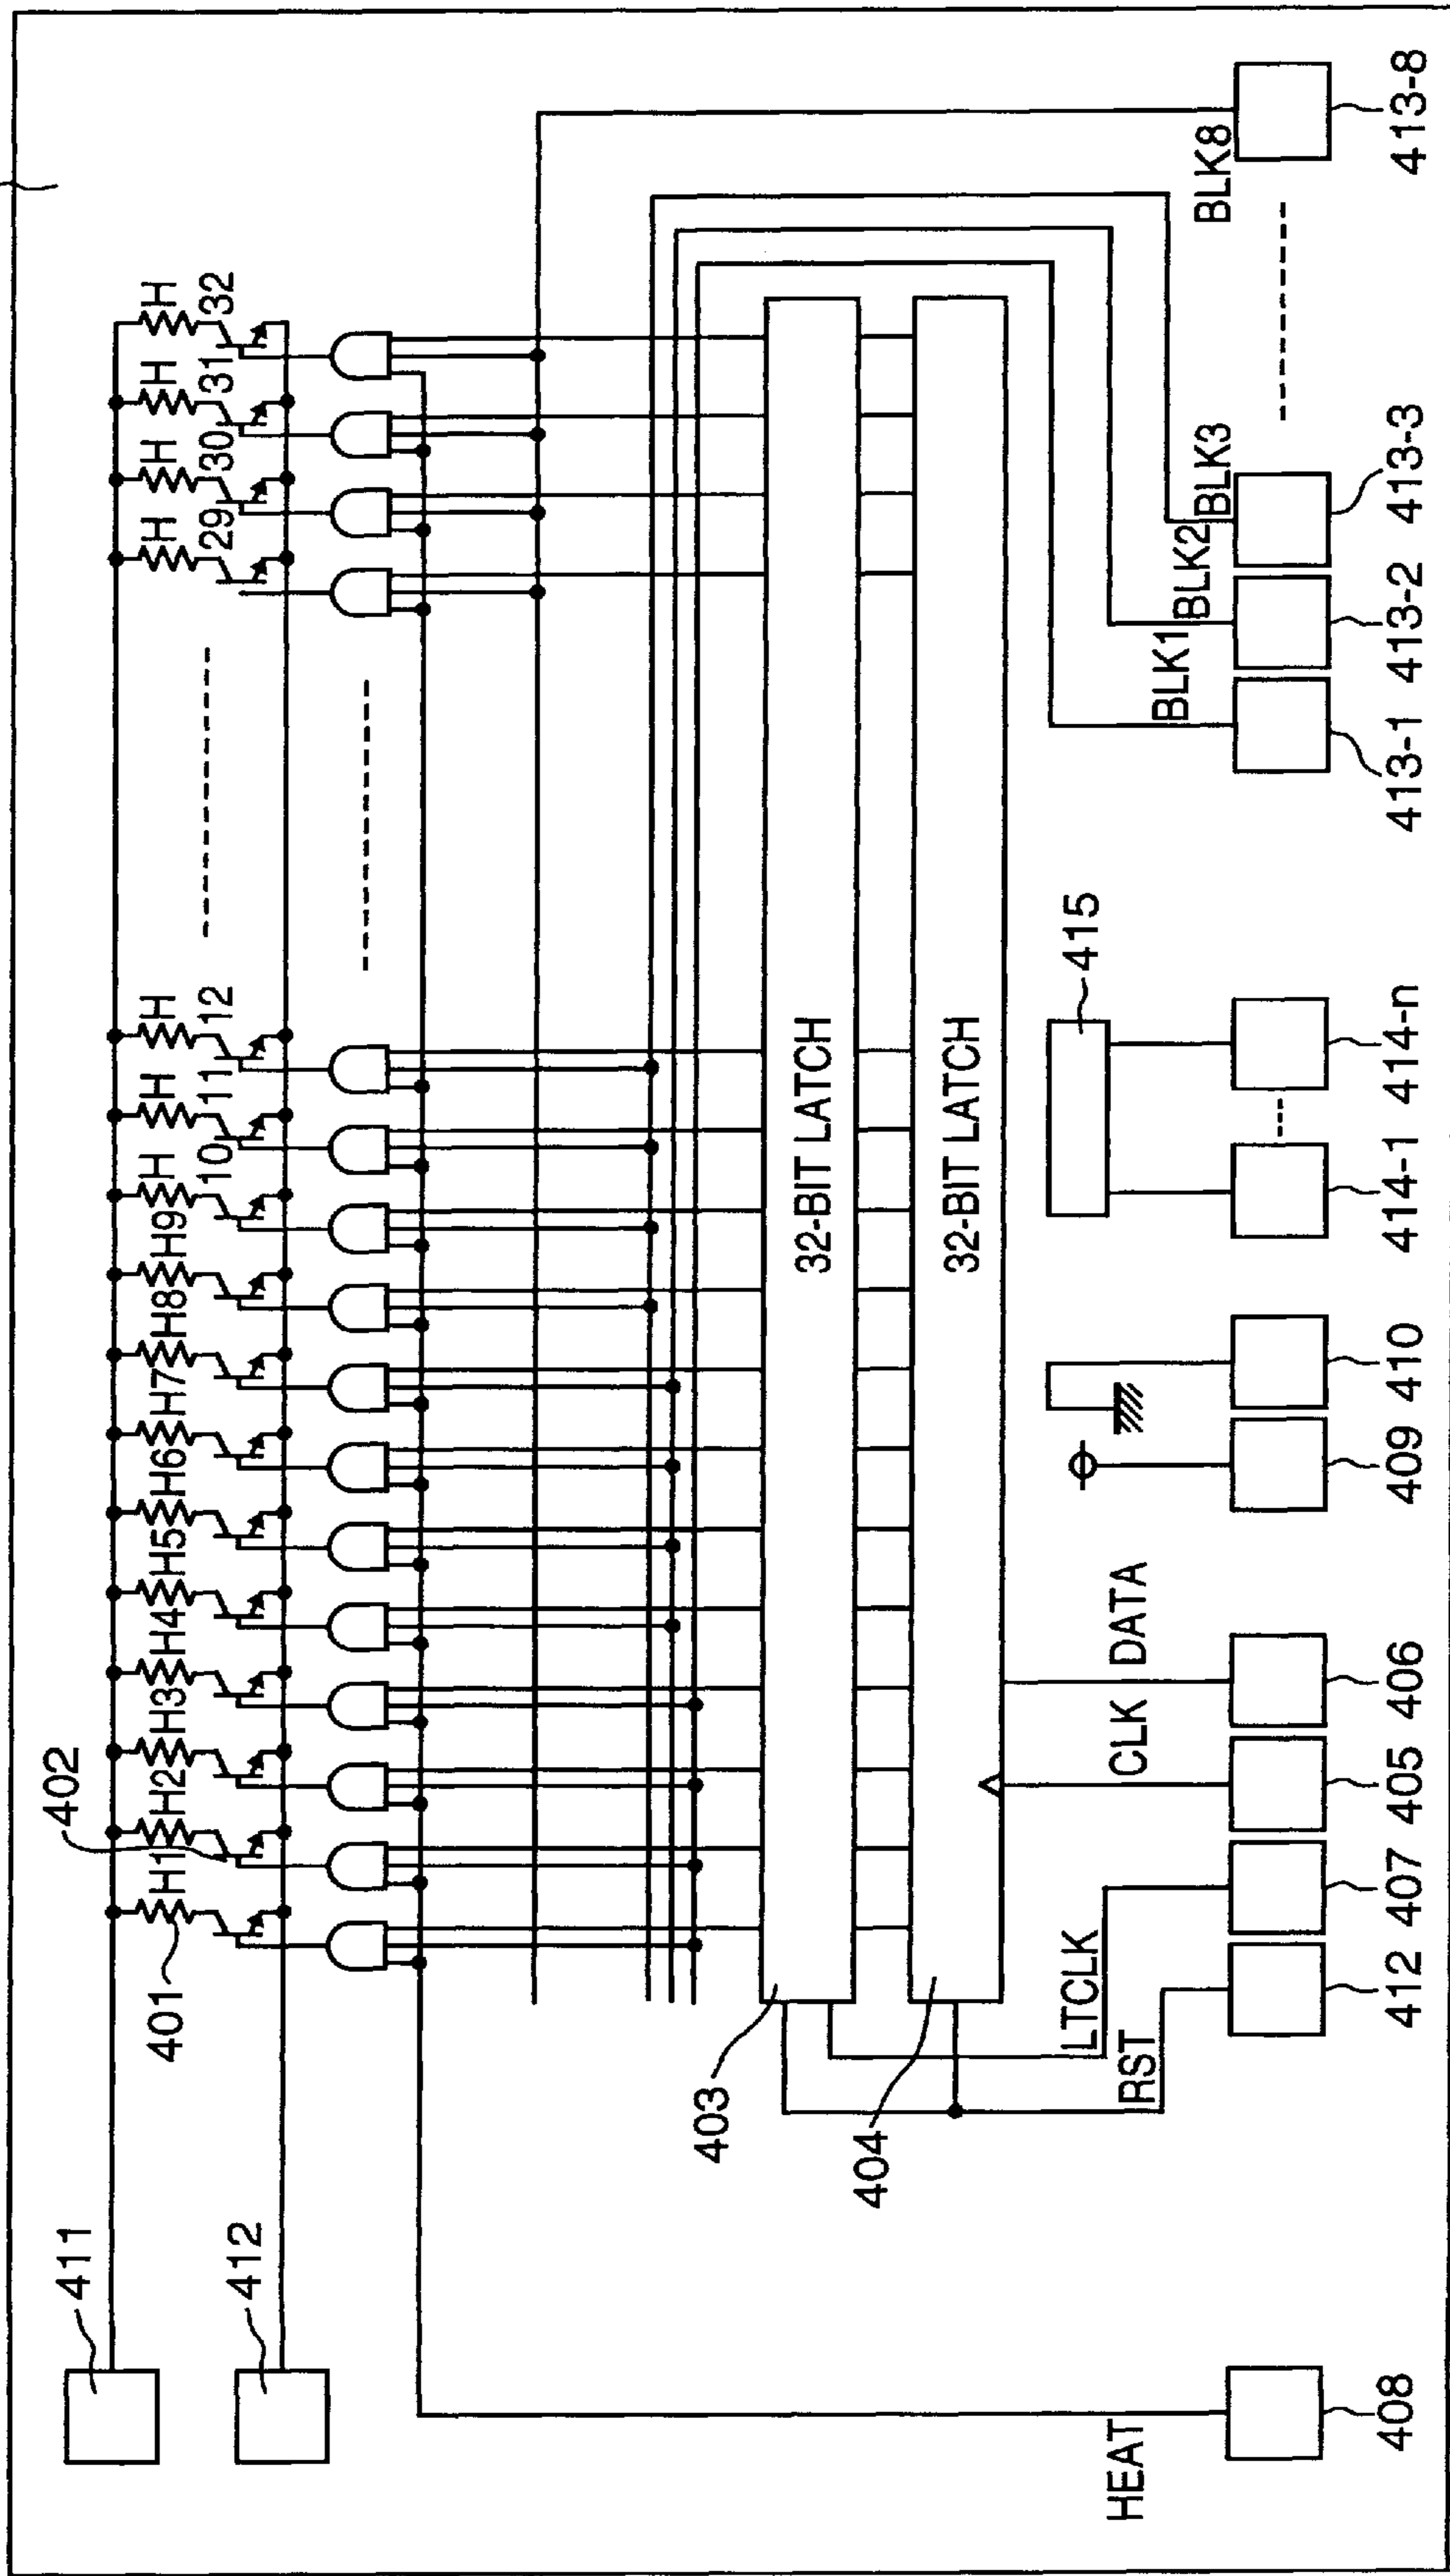 411
412
401
402
H1
H2
H3
H4
H5
H6
H7
H8
H9
H
10
H
11
H
12
H
29
H
30
H
31
H
32
403
404
32-BIT LATCH
32-BIT LATCH
415
HEAT
RST
LTCLK
CLK
DATA
BLK1
BLK2
BLK3
BLK8
408
412
407
405
406
409
410
414-1
414-n
413-1
413-2
413-3
413-8